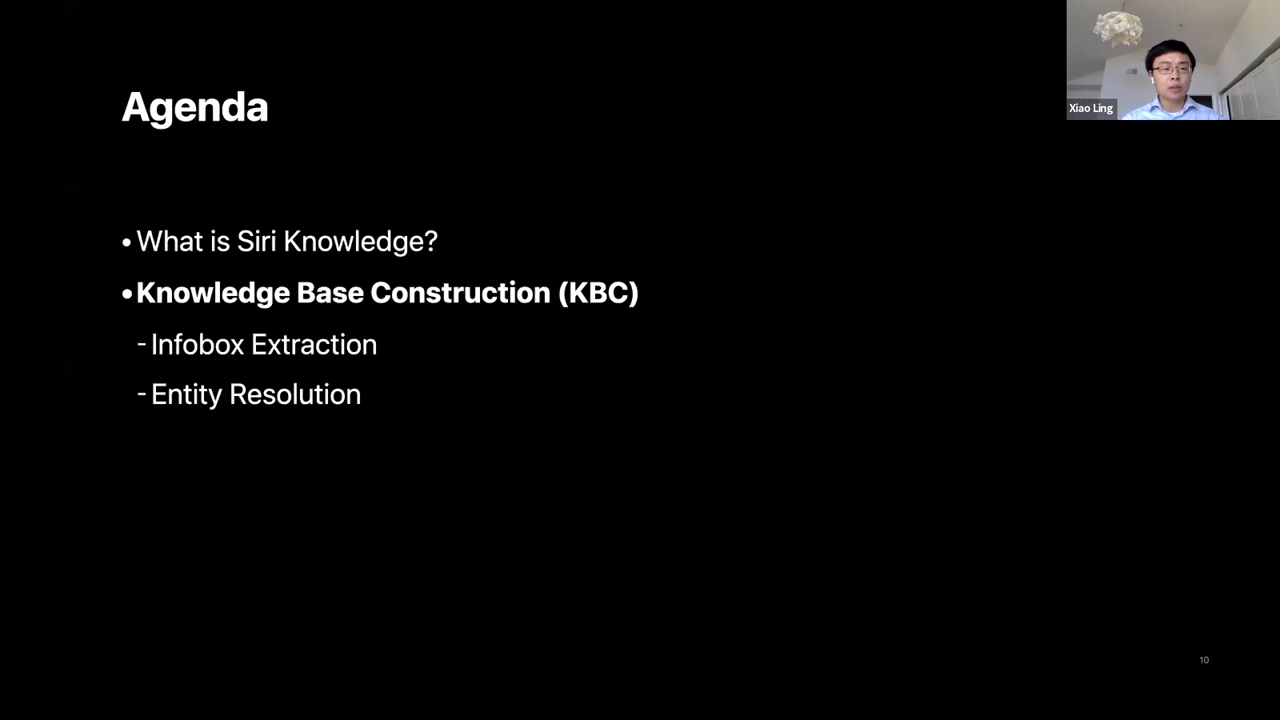 Agenda
Xiao Ling
• What is Siri Knowledge?
• Knowledge Base Construction (KBC)
- Infobox Extraction
- Entity Resolution
10